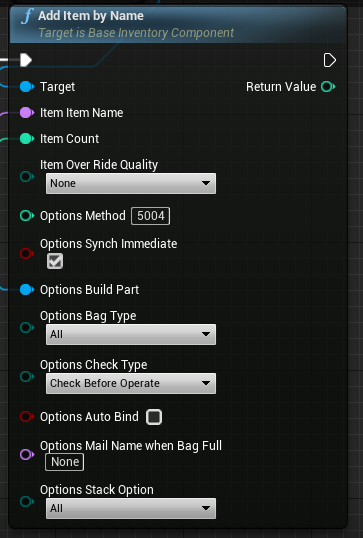 f Add Item by Name
Target is Base Inventory Component
Target Return Value
Item Item Name
Item Count
Item Over Ride Quality
None
Options Method 5004
Options Synch Immediate
Options Build Part
Options Bag Type
All
Options Check Type
Check Before Operate
Options Auto Bind
Options Mail Name when Bag Full
None
Options Stack Option
All